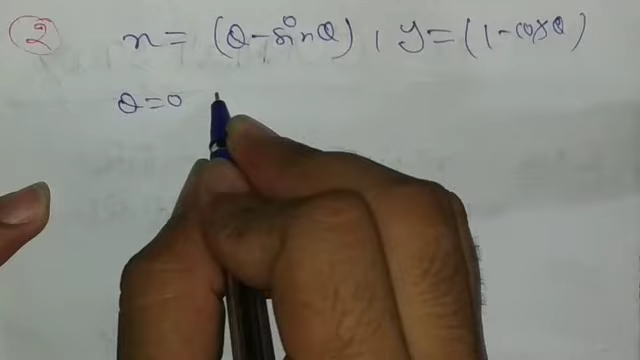 ② x = (θ - sinθ), y = (1 - cosθ)
θ = 0